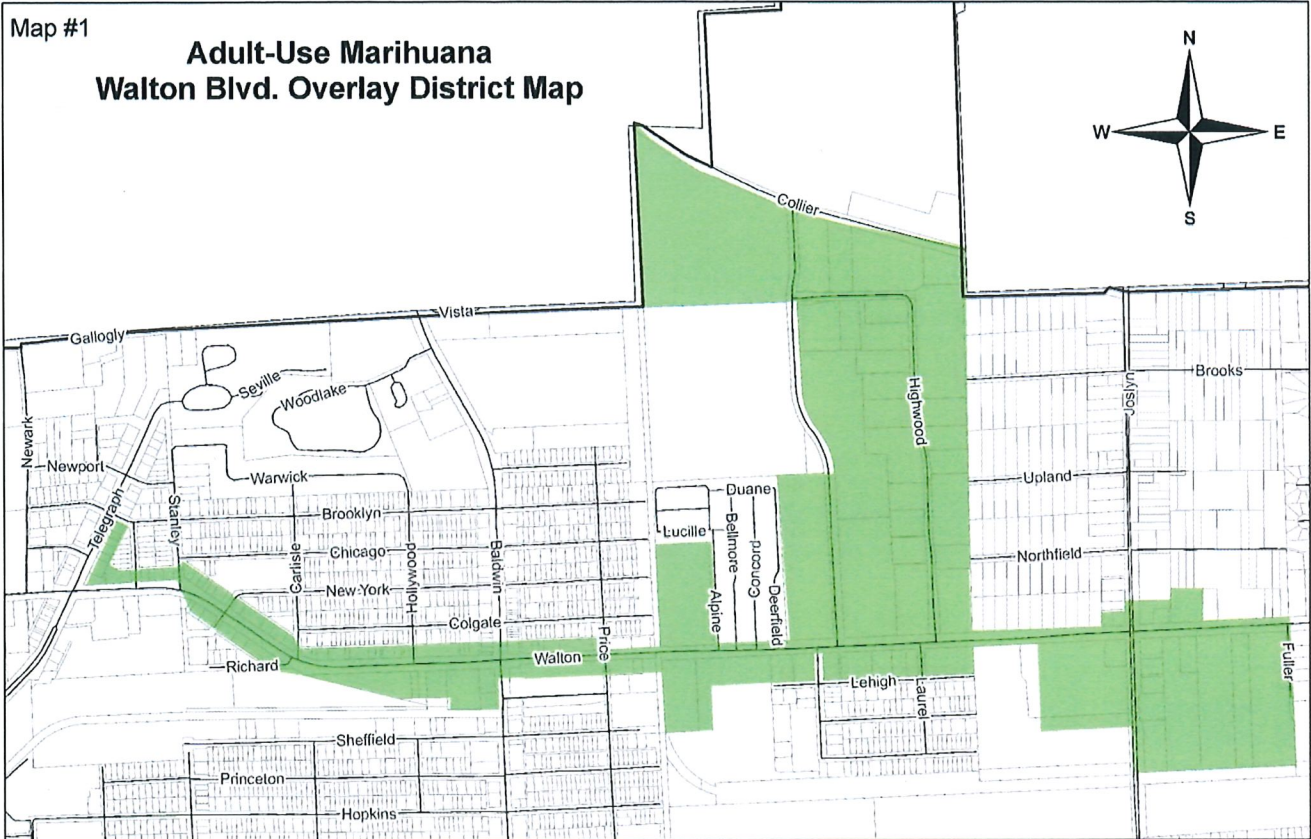 Map #1
Adult-Use Marihuana
Walton Blvd. Overlay District Map
N
W
E
S
Collier
Vista
Gallogly
Seville
Woodlake
Brooks
Joslyn
Highwood
Newark
Newport
Warwick
Upland
Telegraph
Stanley
Duane
Brooklyn
Lucille
Bellmore
Concord
Deerfield
Chicago
Carlisle
Hollywood
Baldwin
Northfield
New York
Alpine
Colgate
Price
Walton
Richard
Fuller
Lehigh
Laurel
Sheffield
Princeton
Hopkins